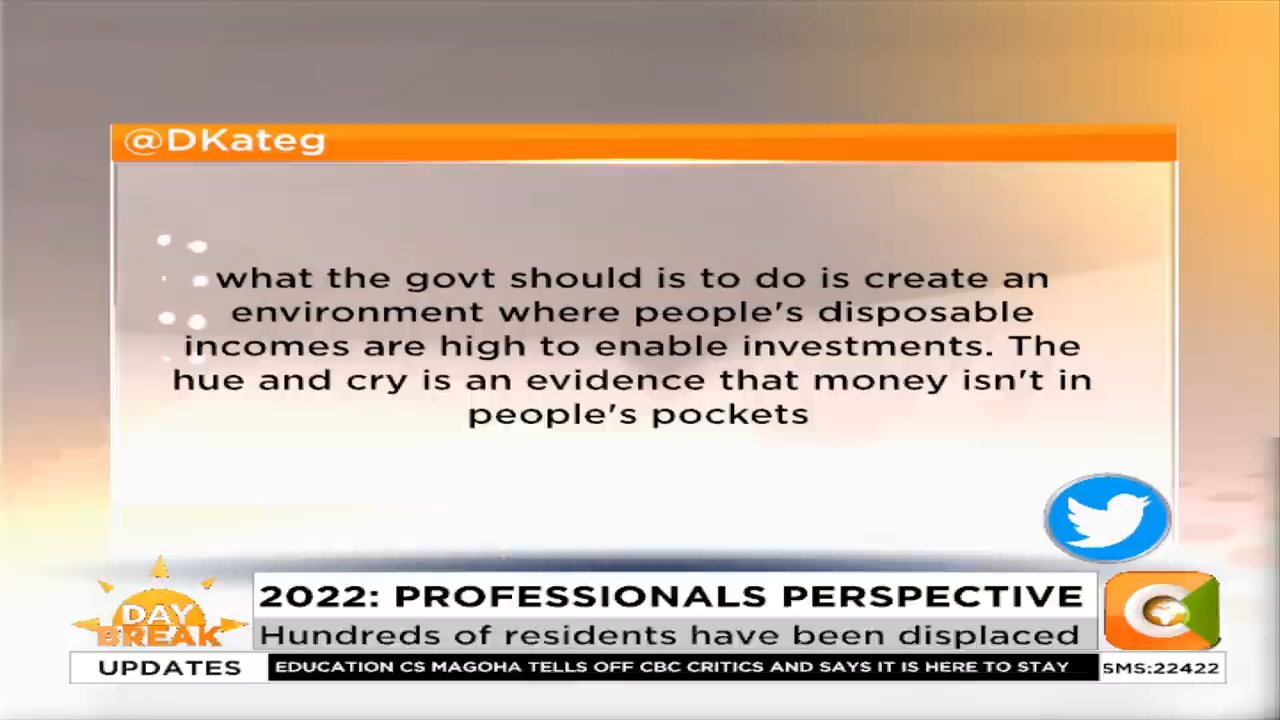 @DKateg
what the govt should is to do is create an
environment where people's disposable
incomes are high to enable investments. The
hue and cry is an evidence that money isn't in
people's pockets
DAY
BREAK
2022: PROFESSIONALS PERSPECTIVE
Hundreds of residents have been displaced
UPDATES
EDUCATION CS MAGOHA TELLS OFF CBC CRITICS AND SAYS IT IS HERE TO STAY
SMS:22422